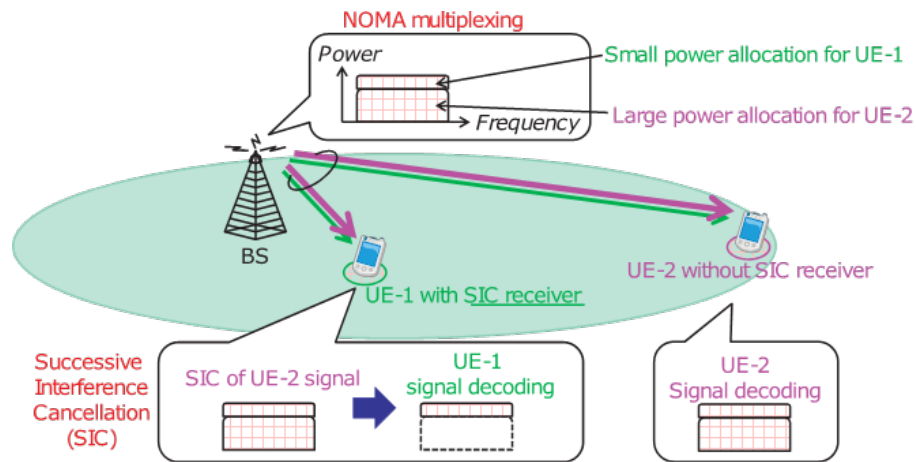 NOMA multiplexing
Power
Frequency
Small power allocation for UE-1
Large power allocation for UE-2
BS
UE-1 with SIC receiver
UE-2 without SIC receiver
Successive
Interference
Cancellation
(SIC)
SIC of UE-2 signal
UE-1
signal decoding
UE-2
Signal decoding